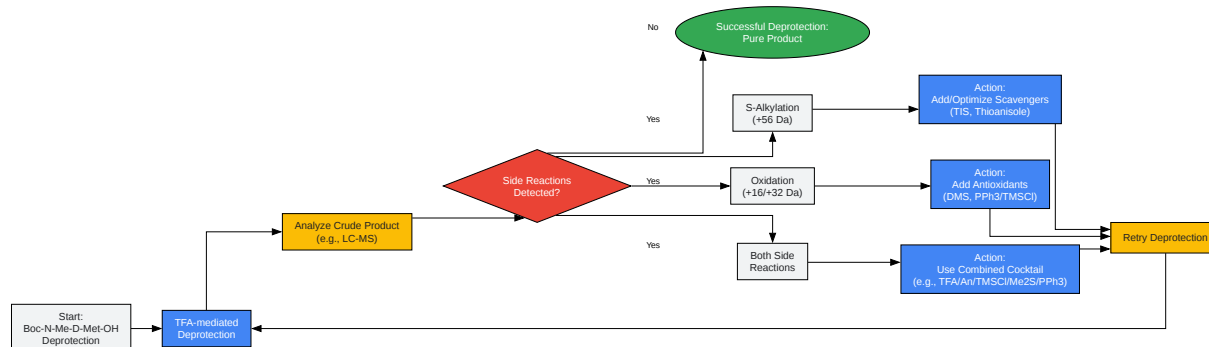 No
Successful Deprotection:
Pure Product
Yes
S-Alkylation
(+56 Da)
Action:
Add/Optimize Scavengers
(TIS, Thioanisole)
Side Reactions
Detected?
Yes
Oxidation
(+16/+32 Da)
Action:
Add Antioxidants
(DMS, PPh3/TMSCl)
Analyze Crude Product
(e.g., LC-MS)
Yes
Both Side
Reactions
Action:
Use Combined Cocktail
(e.g., TFA/An/TMSCl/Me2S/PPh3)
Retry Deprotection
Start:
Boc-N-Me-D-Met-OH
Deprotection
TFA-mediated
Deprotection